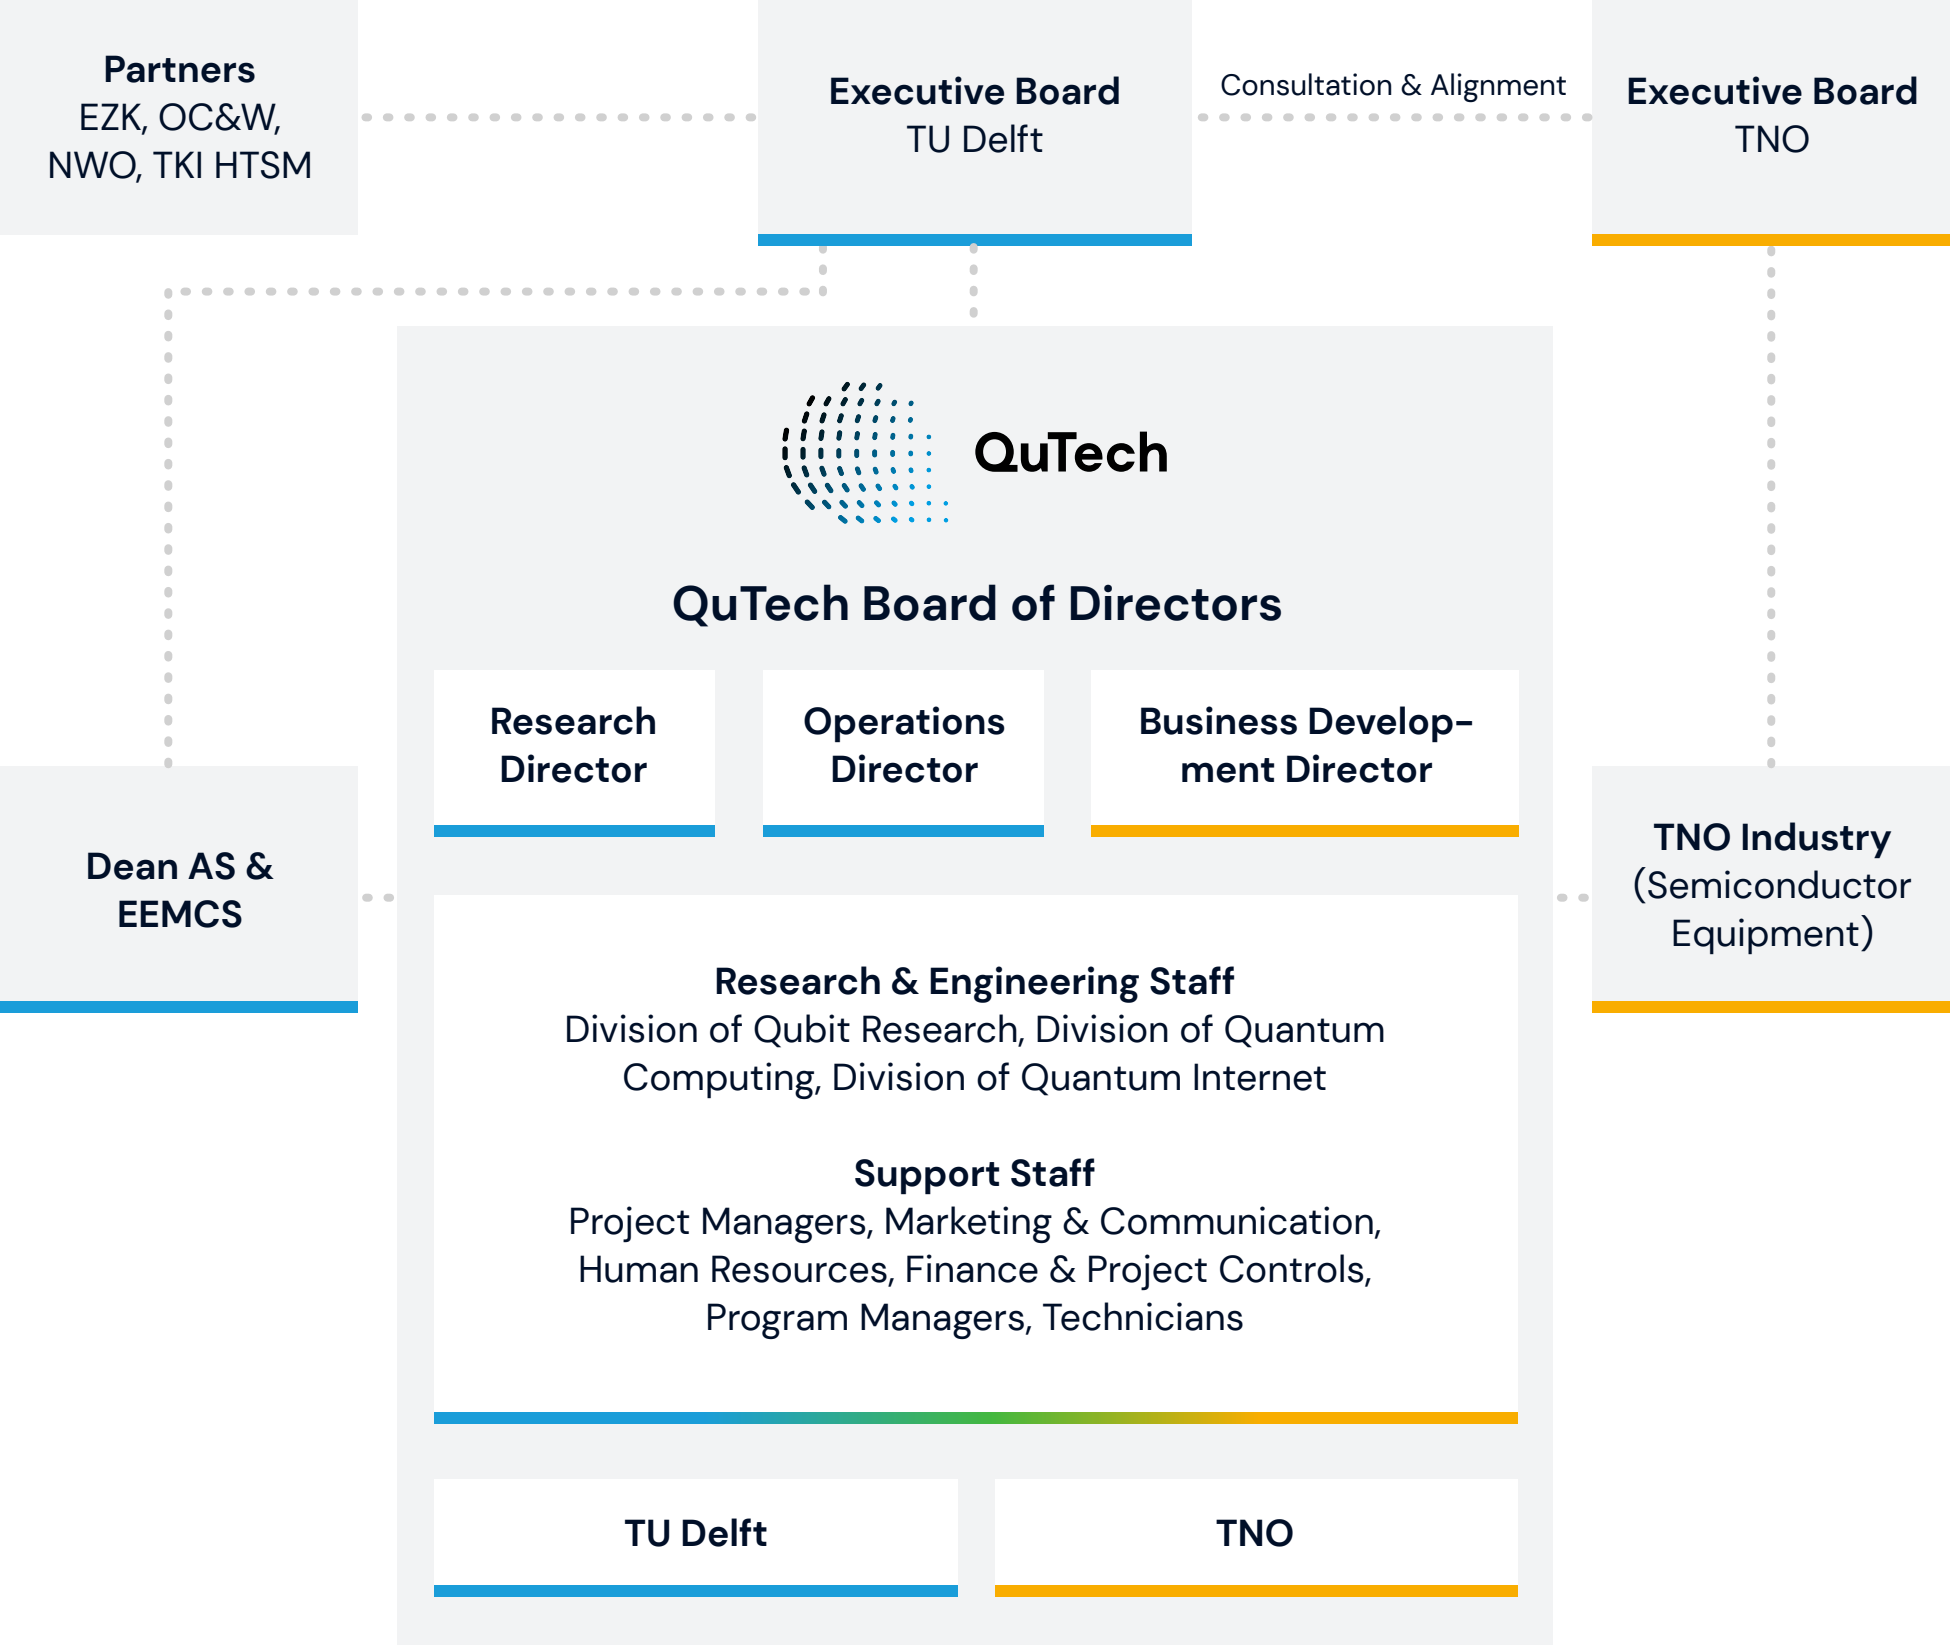 Partners
EZK, OC&W,
NWO, TKI HTSM
Executive Board
TU Delft
Consultation & Alignment
Executive Board
TNO
QuTech
QuTech Board of Directors
Research
Director
Operations
Director
Business Develop-
ment Director
Dean AS &
EEMCS
TNO Industry
(Semiconductor
Equipment)
Research & Engineering Staff
Division of Qubit Research, Division of Quantum
Computing, Division of Quantum Internet
Support Staff
Project Managers, Marketing & Communication,
Human Resources, Finance & Project Controls,
Program Managers, Technicians
TU Delft
TNO